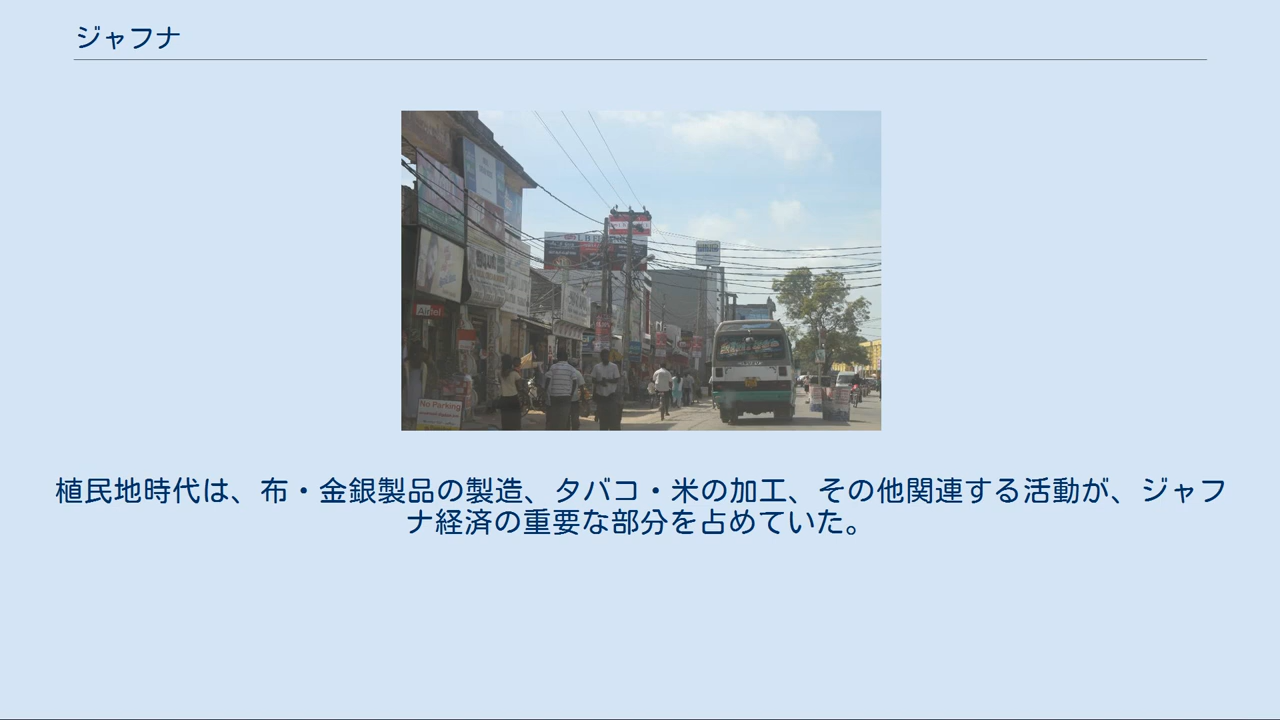 ジャフナ
Airtel
No Parking
植民地時代は、布・金銀製品の製造、タバコ・米の加工、その他関連する活動が、ジャフ
ナ経済の重要な部分を占めていた。